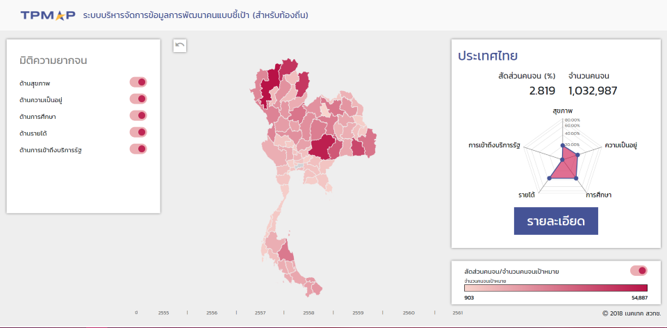 TPMAP ระบบบริหารจัดการข้อมูลการพัฒนาคนแบบชี้เป้า (สำหรับท้องถิ่น)
มิติความยากจน
ด้านสุขภาพ
ด้านความเป็นอยู่
ด้านการศึกษา
ด้านรายได้
ด้านการเข้าถึงบริการรัฐ
ประเทศไทย
สัดส่วนคนจน (%) จำนวนคนจน
2.819 1,032,987
สุขภาพ
80.00%
60.00%
40.00%
20.00%
การเข้าถึงบริการรัฐ ความเป็นอยู่
รายได้ การศึกษา
รายละเอียด
สัดส่วนคนจน/จำนวนคนจนเป้าหมาย
จำนวนคนจนเป้าหมาย
903 54,887
0 2555 | 2556 | 2557 | 2558 | 2559 | 2560 | 2561
© 2018 เนคเทค สวทช.